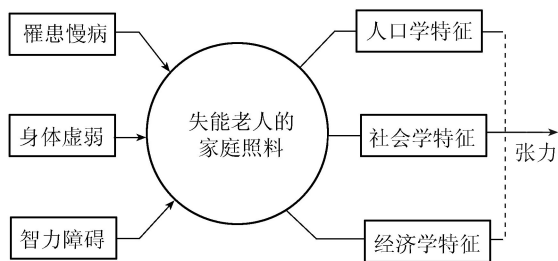 罹患慢病
人口学特征
失能老人的
家庭照料
身体虚弱
社会学特征
张力
智力障碍
经济学特征